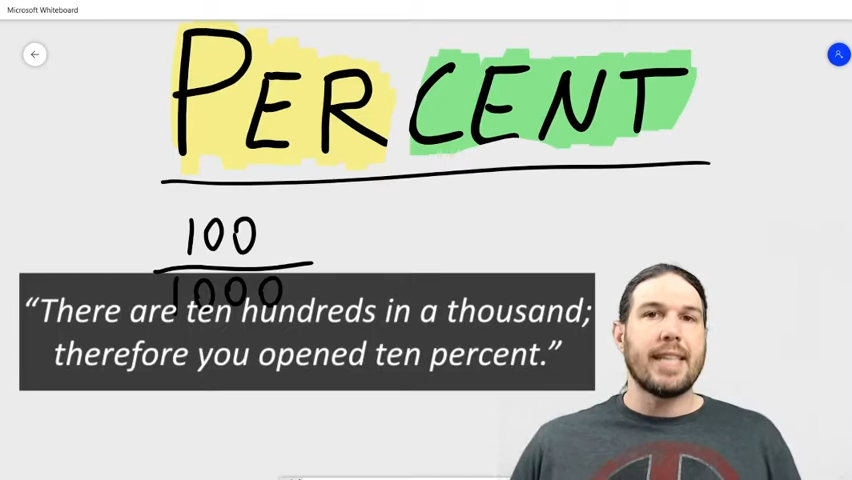 Microsoft Whiteboard
PERCENT
100
1000
“There are ten hundreds in a thousand;
therefore you opened ten percent.”